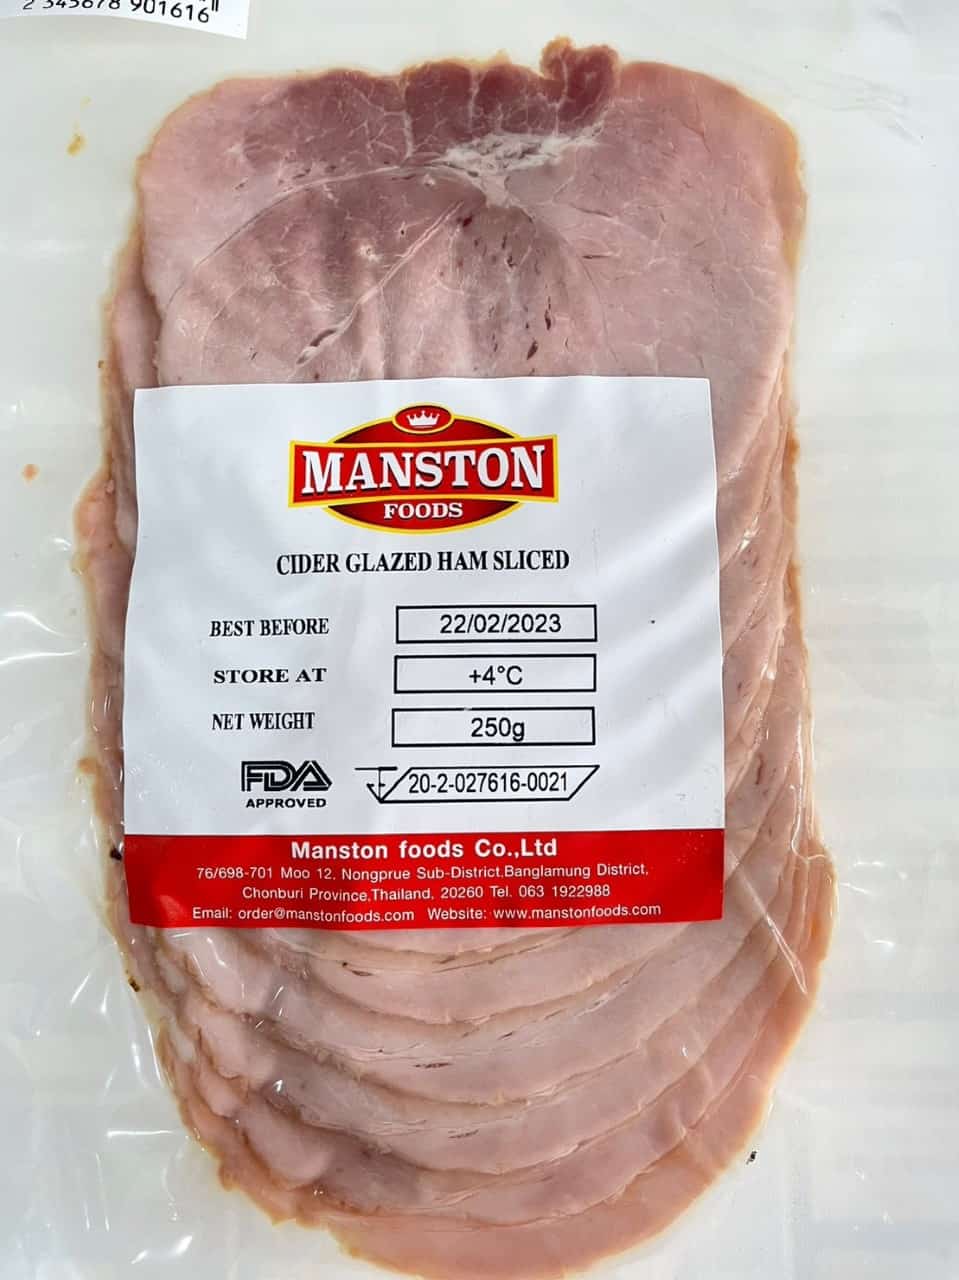 901616
MANSTON
FOODS
CIDER GLAZED HAM SLICED
BEST BEFORE 22/02/2023
STORE AT +4°C
NET WEIGHT 250g
FDA
APPROVED
20-2-027616-0021
Manston foods Co.,Ltd
76/698-701 Moo 12, Nongprue Sub-District.Banglamung District,
Chonburi Province,Thailand, 20260 Tel. 063 1922988
Email: order@manstonfoods.com Website: www.manstonfoods.com